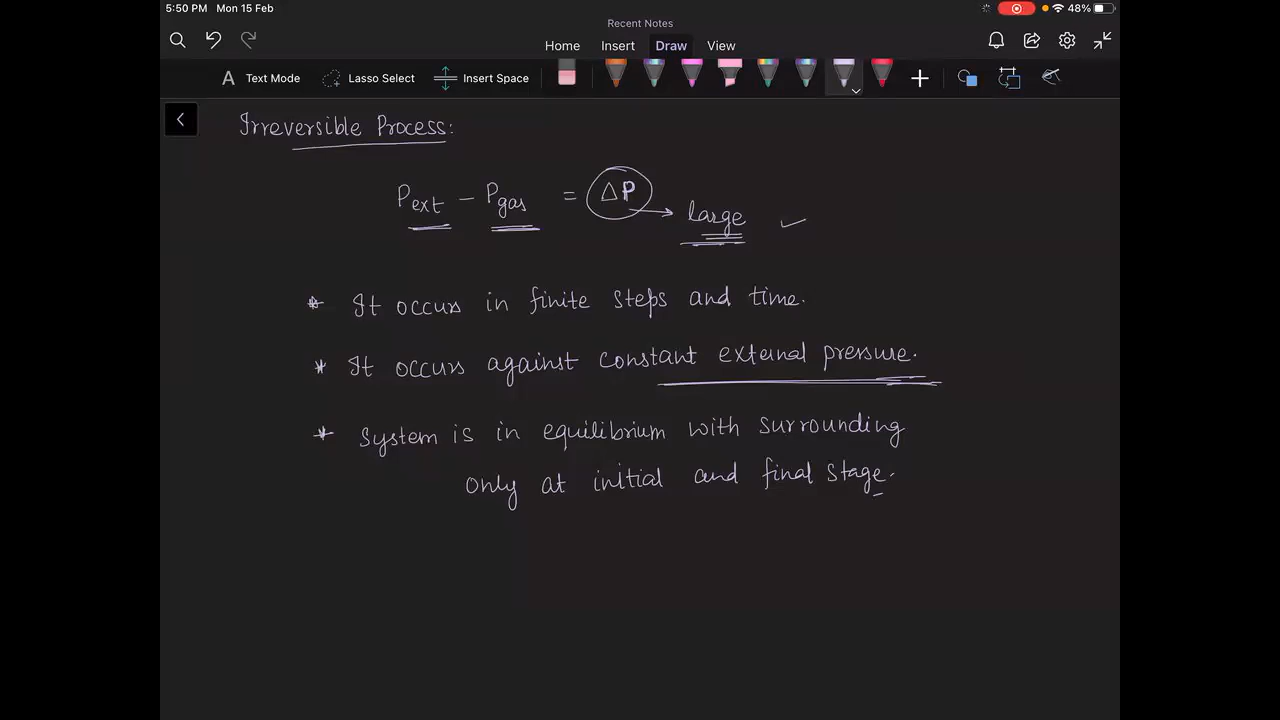 5:50 PM Mon 15 Feb
48%
Recent Notes
Home Insert Draw View
A Text Mode Lasso Select Insert Space
Irreversible Process:
Pext - Pgas = ΔP → large ✓
* It occurs in finite steps and time.
* It occurs against constant external pressure.
* System is in equilibrium with surrounding
only at initial and final stage.